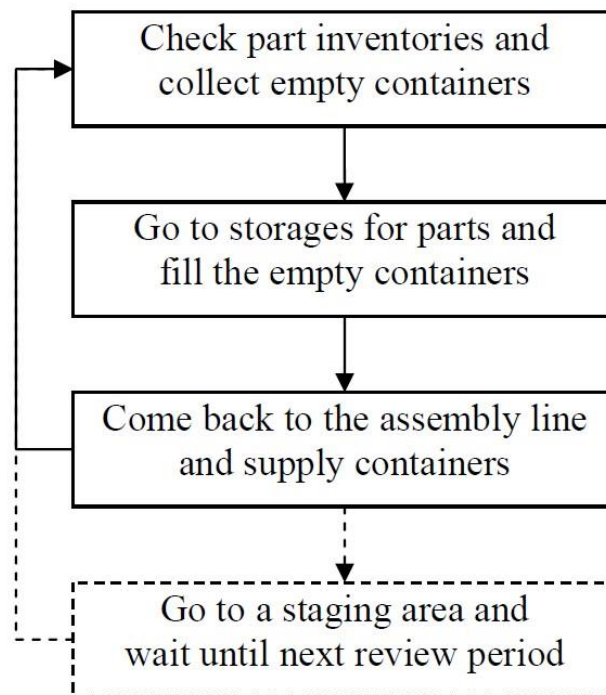 Check part inventories and
collect empty containers
Go to storages for parts and
fill the empty containers
Come back to the assembly line
and supply containers
Go to a staging area and
wait until next review period